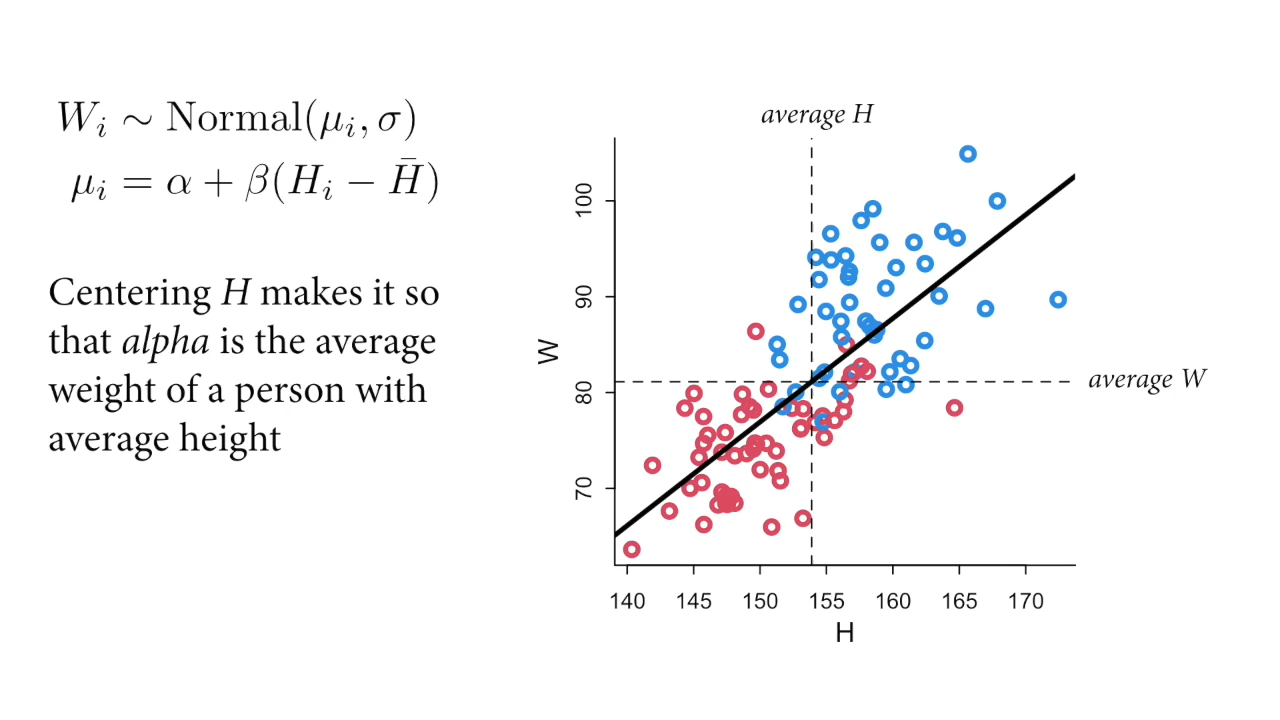 W_i ∼ Normal(μ_i, σ)
μ_i = α + β(H_i − H̄)
Centering H makes it so
that alpha is the average
weight of a person with
average height
average H
average W
W
100
90
80
70
140 145 150 155 160 165 170
H